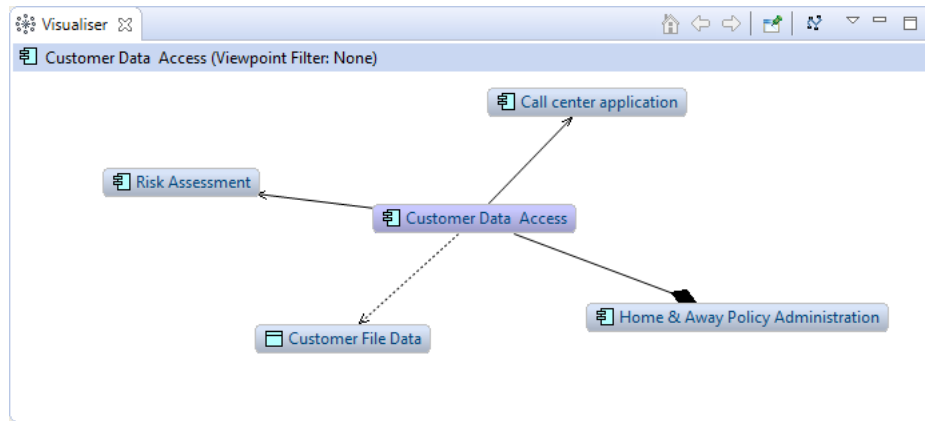 Visualiser
Customer Data  Access (Viewpoint Filter: None)
Call center application
Risk Assessment
Customer Data  Access
Home & Away Policy Administration
Customer File Data